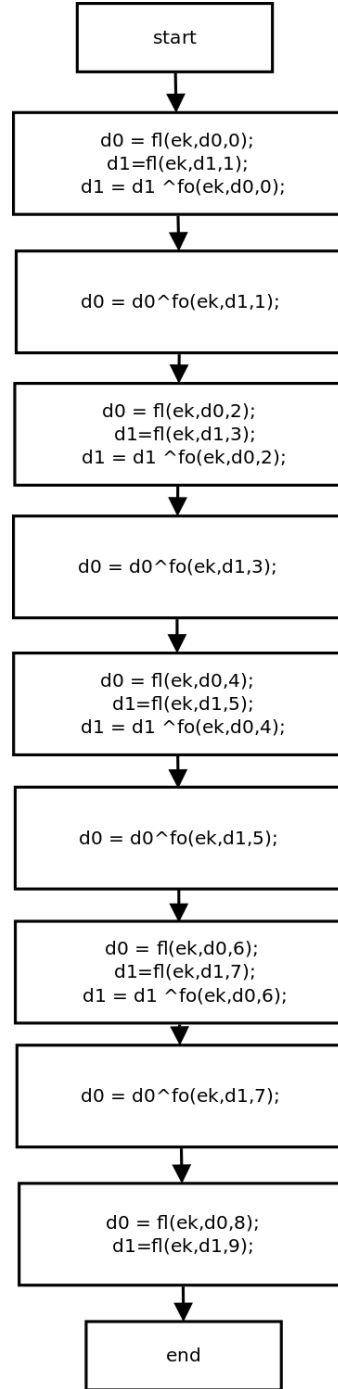 start
d0 = fl(ek,d0,0);
d1=fl(ek,d1,1);
d1 = d1 ^fo(ek,d0,0);
d0 = d0^fo(ek,d1,1);
d0 = fl(ek,d0,2);
d1=fl(ek,d1,3);
d1 = d1 ^fo(ek,d0,2);
d0 = d0^fo(ek,d1,3);
d0 = fl(ek,d0,4);
d1=fl(ek,d1,5);
d1 = d1 ^fo(ek,d0,4);
d0 = d0^fo(ek,d1,5);
d0 = fl(ek,d0,6);
d1=fl(ek,d1,7);
d1 = d1 ^fo(ek,d0,6);
d0 = d0^fo(ek,d1,7);
d0 = fl(ek,d0,8);
d1=fl(ek,d1,9);
end